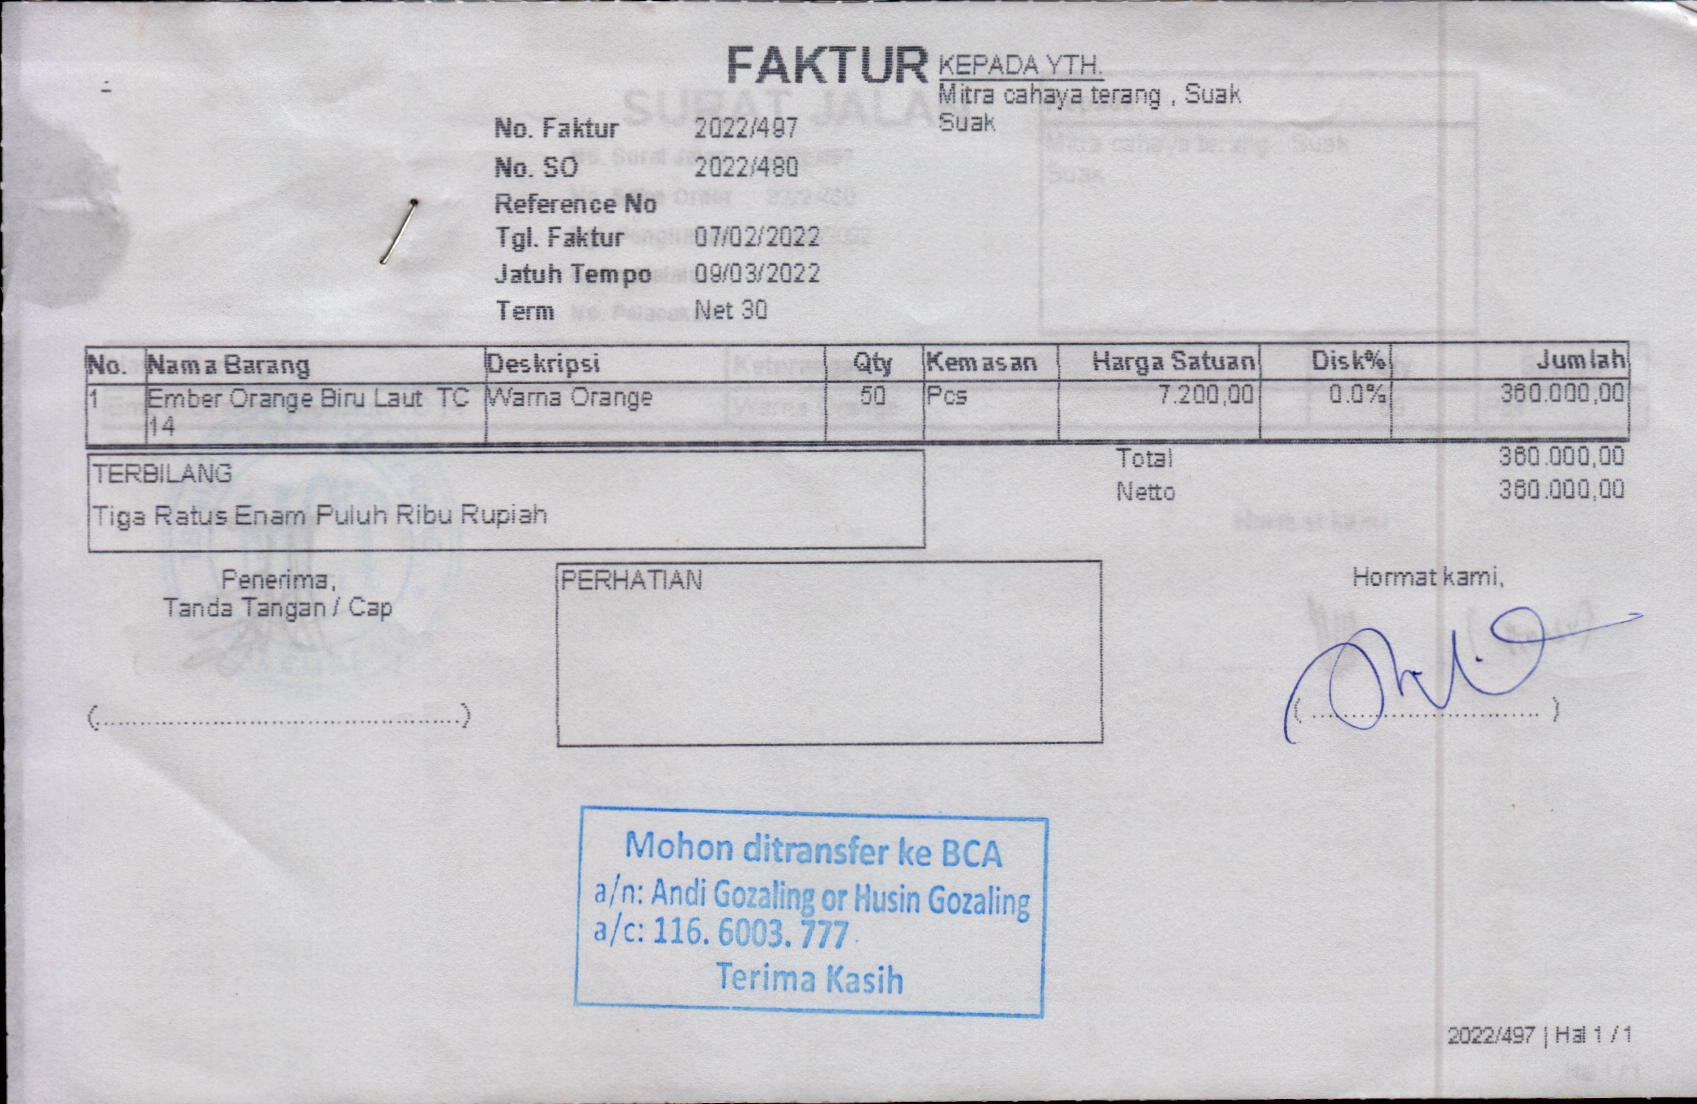 FAKTUR
KEPADA YTH.
Mitra cahaya terang , Suak
Suak
No. Faktur 2022/497
No. SO 2022/480
Reference No
Tgl. Faktur 07/02/2022
Jatuh Tempo 09/03/2022
Term Net 30
No. Nama Barang Deskripsi Qty Kemasan Harga Satuan Disk% Jumlah
1 Ember Orange Biru Laut TC Warna Orange 50 Pcs 7.200,00 0.0% 360.000,00
14
Total 360.000,00
Netto 360.000,00
TERBILANG
Tiga Ratus Enam Puluh Ribu Rupiah
Penerima,
Tanda Tangan / Cap
(..............................................)
PERHATIAN
Hormat kami,
( .............................. )
Mohon ditransfer ke BCA
a/n: Andi Gozaling or Husin Gozaling
a/c: 116. 6003. 777
Terima Kasih
2022/497 | Hal 1 / 1